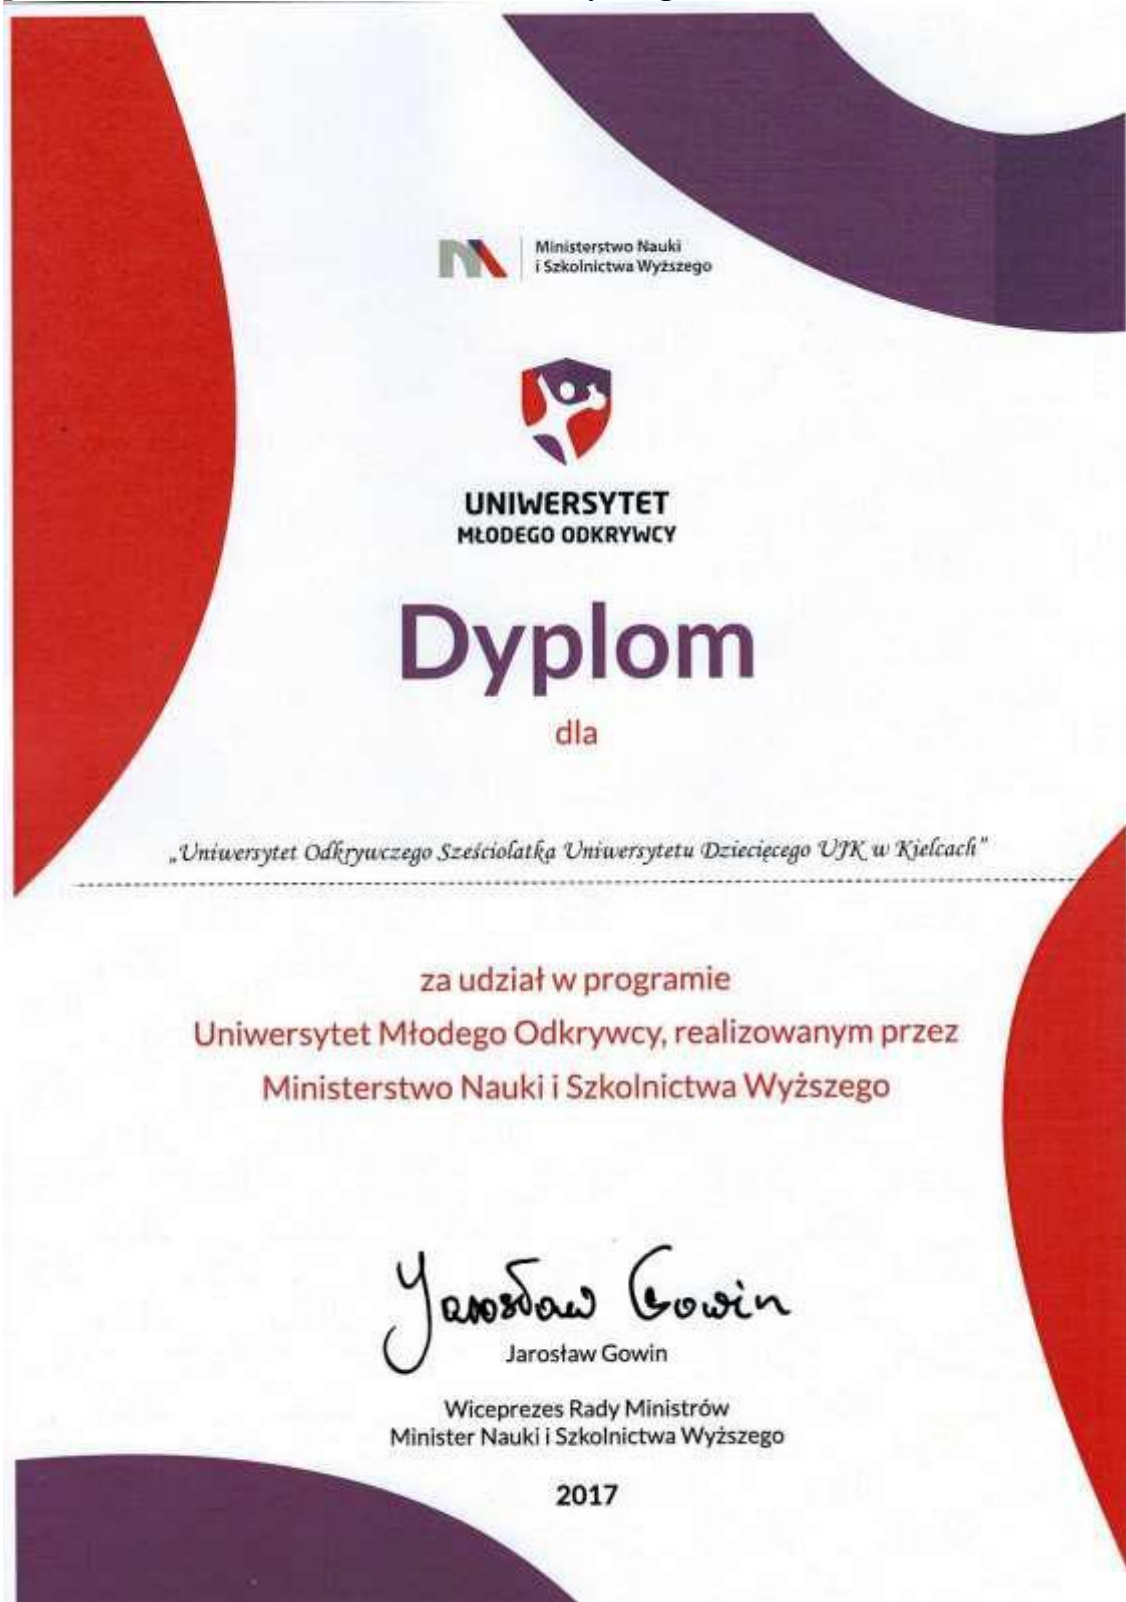 Ministerstwo Nauki
i Szkolnictwa Wyższego
UNIWERSYTET
MŁODEGO ODKRYWCY
Dyplom
dla
„Uniwersytet Odkrywczego Sześciolatka Uniwersytetu Dziecięcego UJK w Kielcach”
za udział w programie
Uniwersytet Młodego Odkrywcy, realizowanym przez
Ministerstwo Nauki i Szkolnictwa Wyższego
Jarosław Gowin
Jarosław Gowin
Wiceprezes Rady Ministrów
Minister Nauki i Szkolnictwa Wyższego
2017